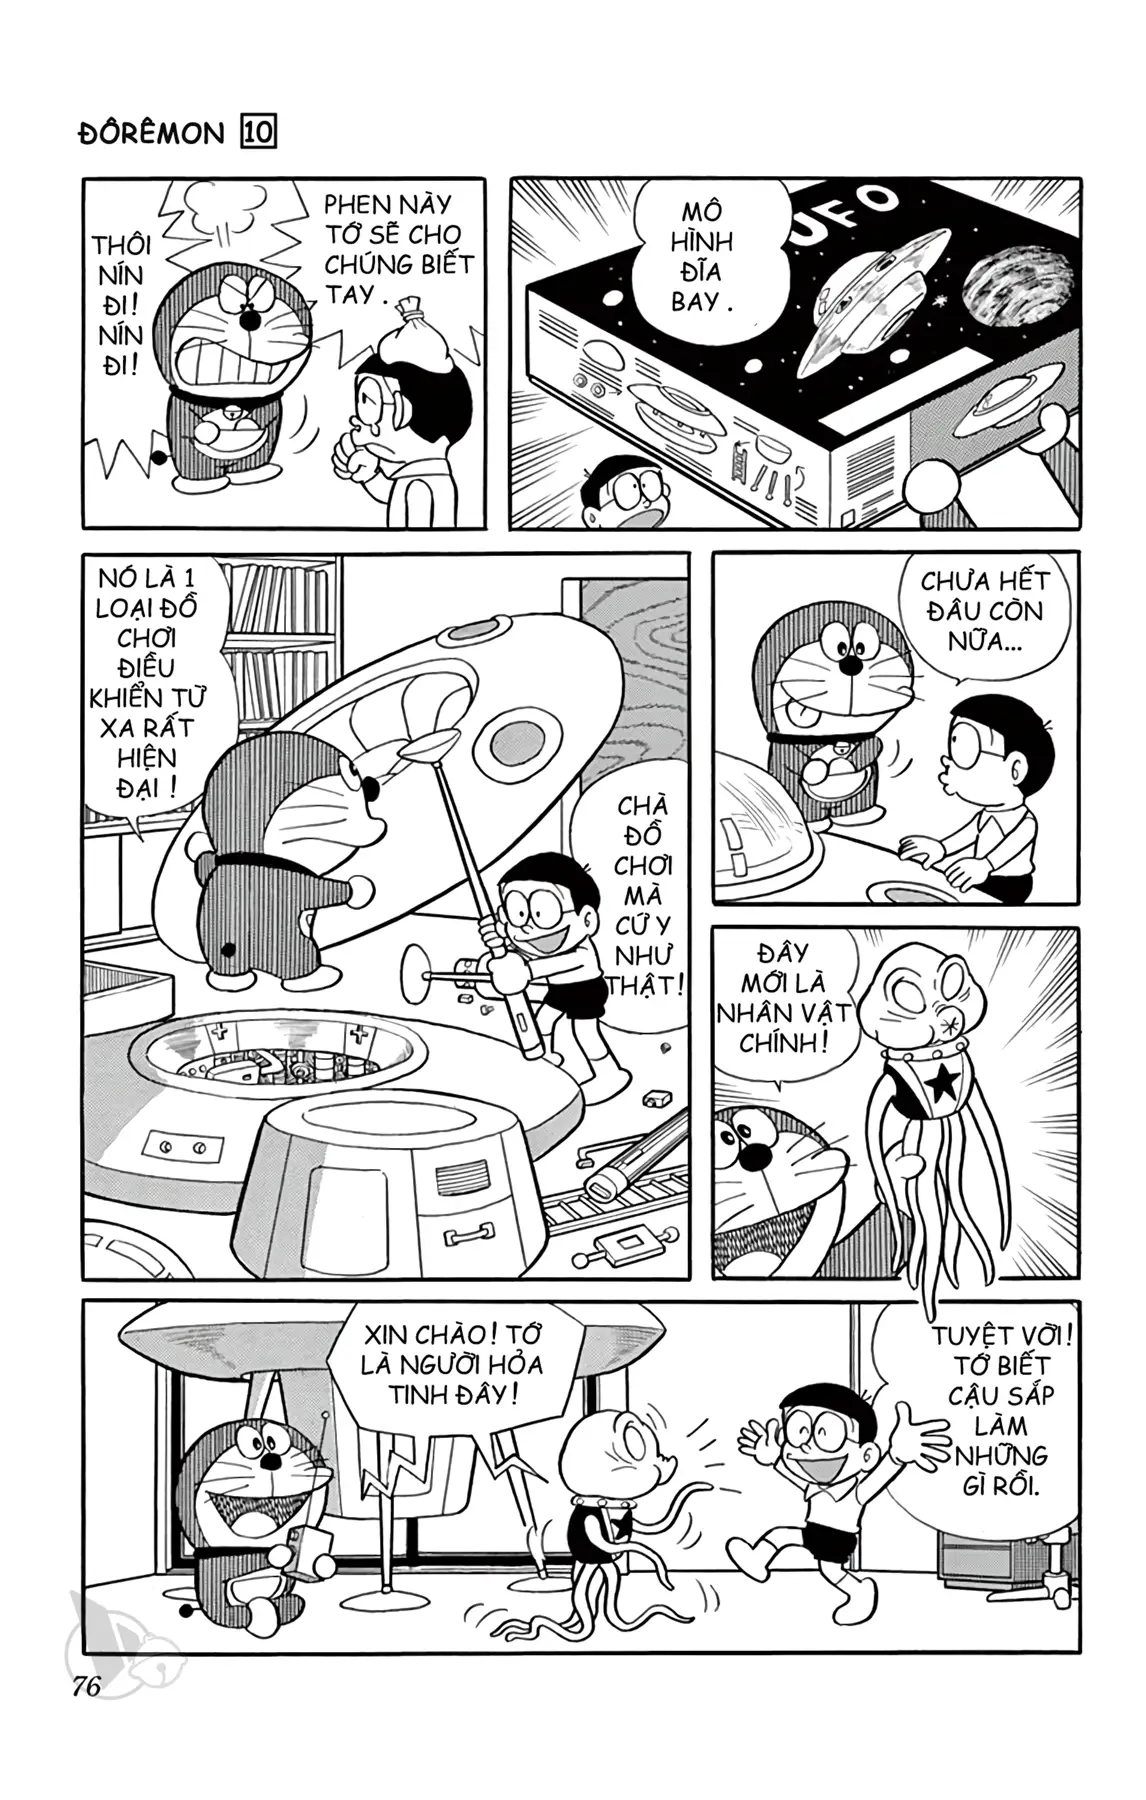 ĐÔRÊMON 10
THÔI
NÍN
ĐI!
NÍN
ĐI!
PHEN NÀY
TỚ SẼ CHO
CHÚNG BIẾT
TAY.
MÔ
HÌNH
ĐĨA
BAY.
UFO
NÓ LÀ 1
LOẠI ĐỒ
CHƠI
ĐIỀU
KHIỂN TỪ
XA RẤT
HIỆN
ĐẠI!
CHÀ
ĐỒ
CHƠI
MÀ
CỨ Y
NHƯ
THẬT!
CHƯA HẾT
ĐÂU CÒN
NỮA...
ĐÂY
MỚI LÀ
NHÂN VẬT
CHÍNH!
XIN CHÀO! TỚ
LÀ NGƯỜI HỎA
TINH ĐÂY!
TUYỆT VỜI!
TỚ BIẾT
CẬU SẮP
LÀM
NHỮNG
GÌ RỒI.
76